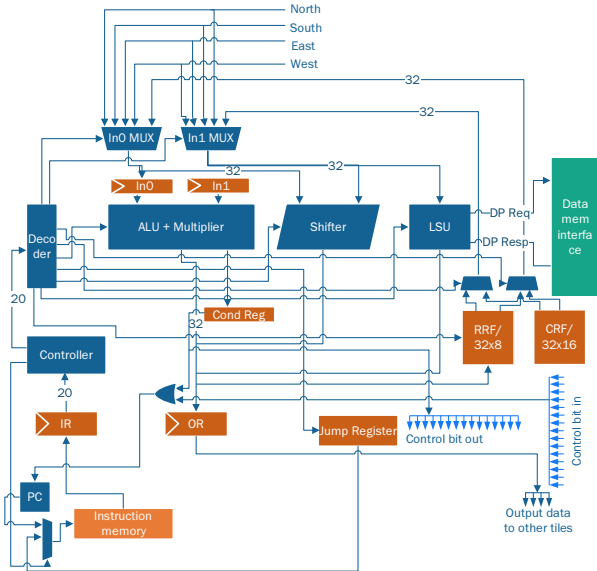 North
South
East
West
32
32
In0 MUX
In1 MUX
32
32
In0
In1
Data
mem
interfa
ce
DP Req
Deco
der
ALU + Multiplier
Shifter
LSU
DP Resp
20
Cond Reg
32
RRF/
32x8
CRF/
32x16
Controller
20
IR
OR
Jump Register
Control bit out
Control bit in
PC
Instruction
memory
Output data
to other tiles